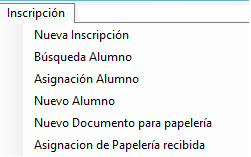 Inscripción
Nueva Inscripción
Búsqueda Alumno
Asignación Alumno
Nuevo Alumno
Nuevo Documento para papelería
Asignacion de Papelería recibida